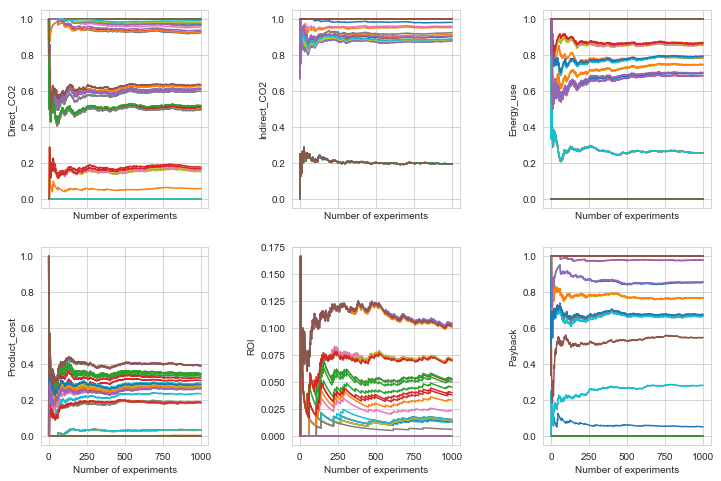 1.0
0.8
0.6
0.4
0.2
0.0
Direct_CO2
Number of experiments
1.0
0.8
0.6
0.4
0.2
0.0
Indirect_CO2
Number of experiments
1.0
0.8
0.6
0.4
0.2
0.0
Energy_use
Number of experiments
1.0
0.8
0.6
0.4
0.2
0.0
Product_cost
0 250 500 750 1000
Number of experiments
0.175
0.150
0.125
0.100
0.075
0.050
0.025
0.000
ROI
0 250 500 750 1000
Number of experiments
1.0
0.8
0.6
0.4
0.2
0.0
Payback
0 250 500 750 1000
Number of experiments